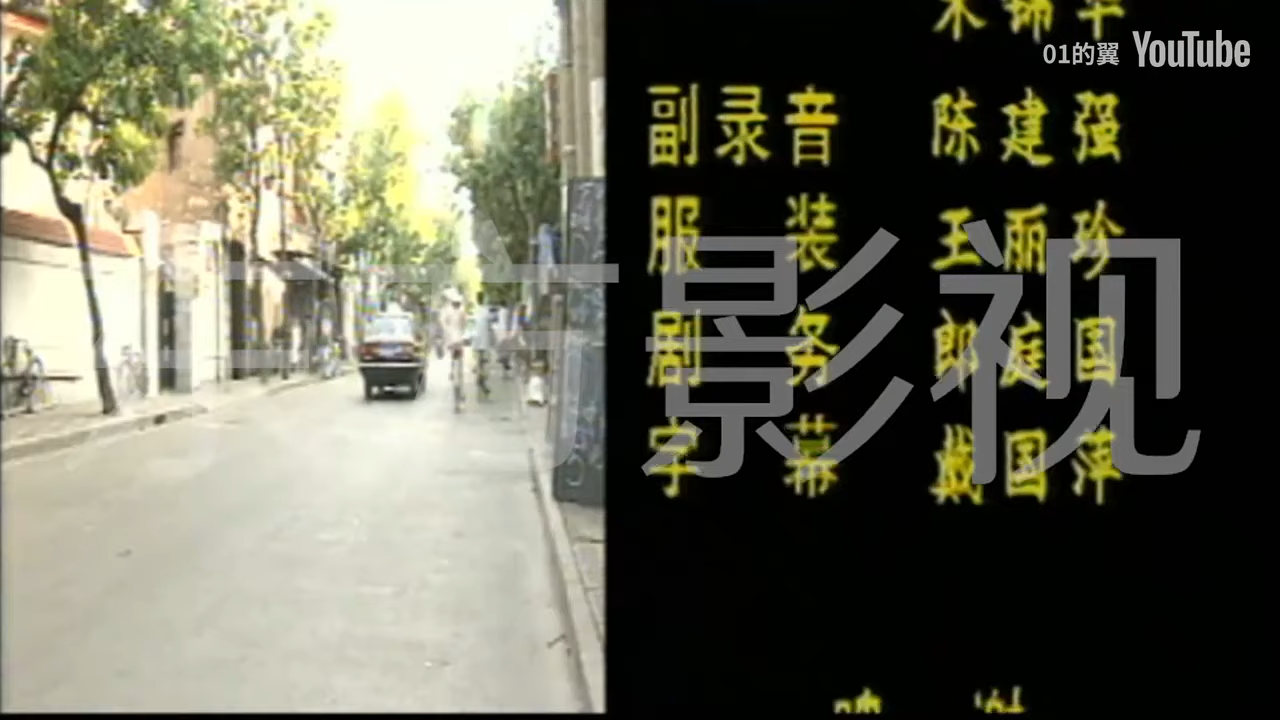 01的翼 YouTube
副录音 陈建强
服装 王丽珍
剧务 郎庭国
字幕 戴国萍
影视